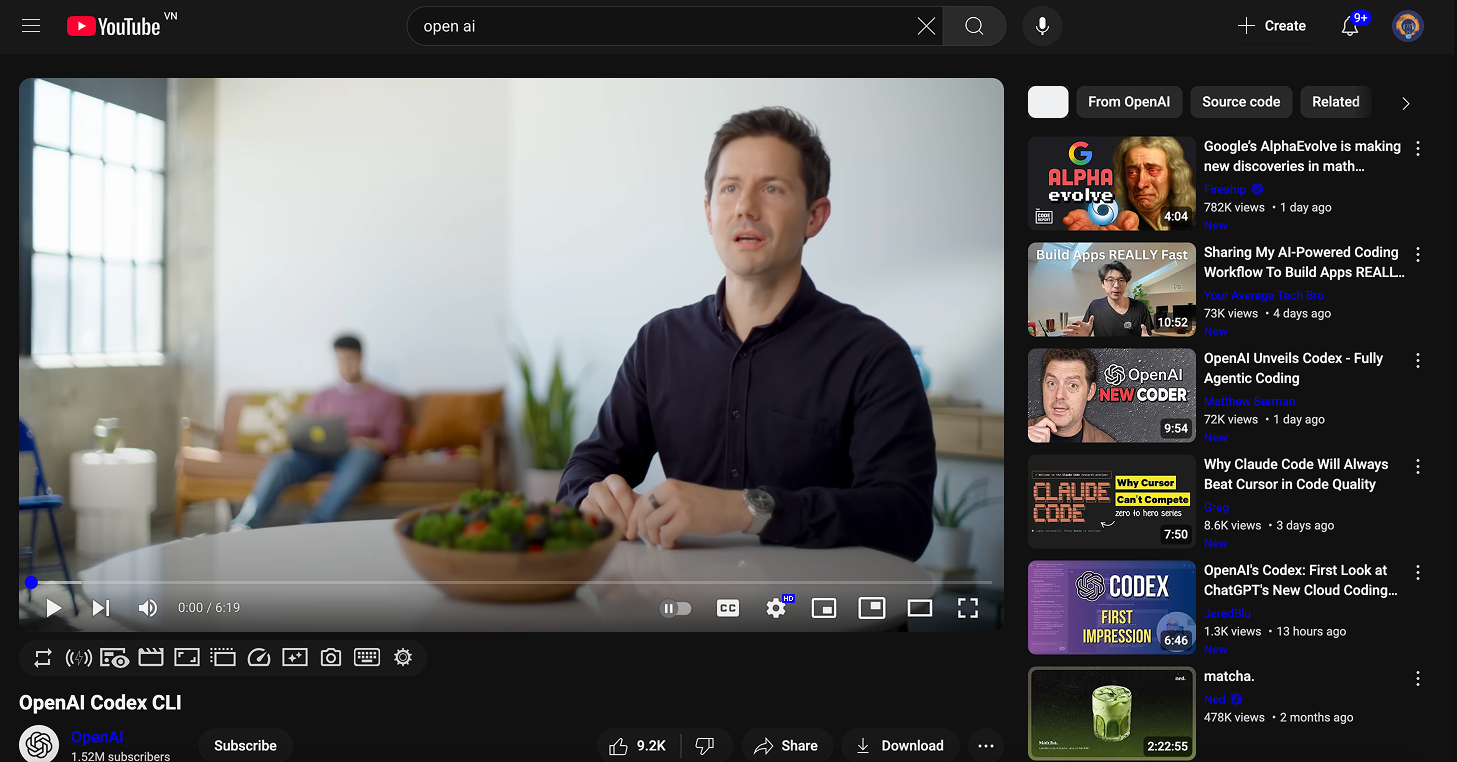 YouTube VN
open ai
Create
9+
From OpenAI
Source code
Related
0:00 / 6:19
CC
HD
OpenAI Codex CLI
OpenAI
1.52M subscribers
Subscribe
9.2K
Share
Download
ALPHA
evolve
THE CODE REPORT
4:04
Google's AlphaEvolve is making
new discoveries in math...
Fireship
782K views • 1 day ago
New
Build Apps REALLY Fast
10:52
Sharing My AI-Powered Coding
Workflow To Build Apps REALL...
Your Average Tech Bro
73K views • 4 days ago
New
OpenAI
NEW CODER
9:54
OpenAI Unveils Codex - Fully
Agentic Coding
Matthew Berman
72K views • 1 day ago
New
CLAUDE
CODE
Why Cursor
Can't Compete
zero to hero series
7:50
Why Claude Code Will Always
Beat Cursor in Code Quality
Greg
8.6K views • 3 days ago
New
CODEX
FIRST
IMPRESSION
6:46
OpenAI's Codex: First Look at
ChatGPT's New Cloud Coding...
JaredBlu
1.3K views • 13 hours ago
New
ned.
Matcha.
2:22:55
matcha.
Ned
478K views • 2 months ago